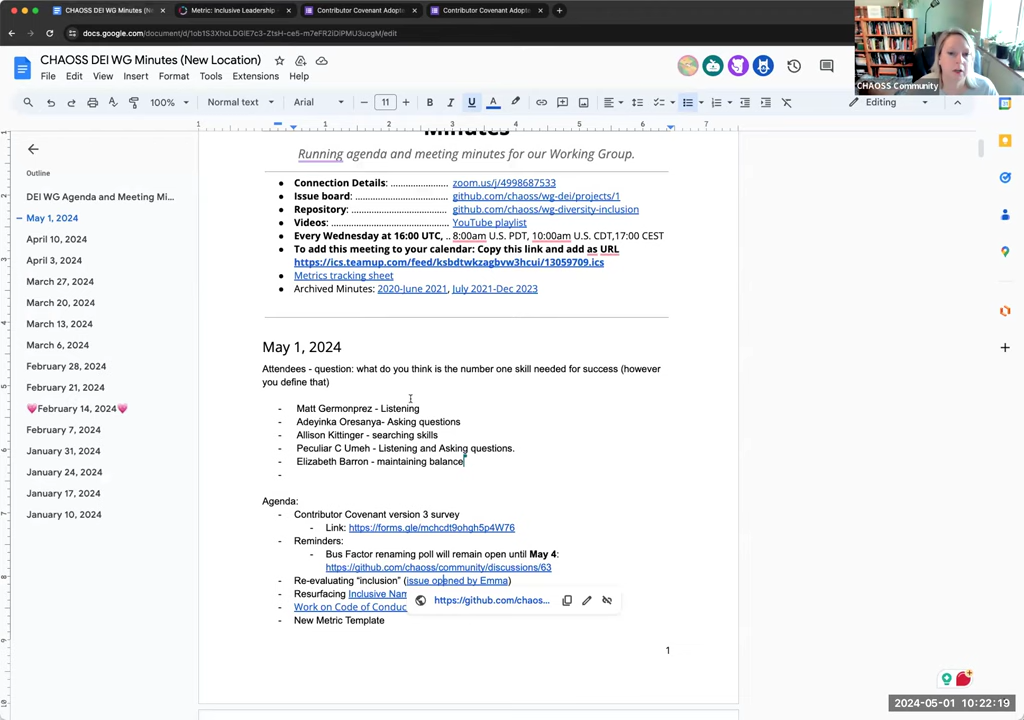 CHAOSS DEI WG Minutes (Ne
Metric: Inclusive Leadership -
Contributor Covenant Adopte
Contributor Covenant Adopte
docs.google.com/document/d/1ob1S3XhoLDGlE7c3-ZtsH-ce5-m7eFR2iDiPMU3ucgM/edit
CHAOSS Community
CHAOSS DEI WG Minutes (New Location)
File Edit View Insert Format Tools Extensions Help
100% Normal text Arial 11 B I U A Editing
1 1 2 3 4 5 6 7
Outline
DEI WG Agenda and Meeting Mi...
May 1, 2024
April 10, 2024
April 3, 2024
March 27, 2024
March 20, 2024
March 13, 2024
March 6, 2024
February 28, 2024
February 21, 2024
💗February 14, 2024💗
February 7, 2024
January 31, 2024
January 24, 2024
January 17, 2024
January 10, 2024
Minutes
Running agenda and meeting minutes for our Working Group.
● Connection Details: ...................... zoom.us/j/4998687533
● Issue board: ................................... github.com/chaoss/wg-dei/projects/1
● Repository: ..................................... github.com/chaoss/wg-diversity-inclusion
● Videos: ............................................ YouTube playlist
● Every Wednesday at 16:00 UTC, .. 8:00am U.S. PDT, 10:00am U.S. CDT,17:00 CEST
● To add this meeting to your calendar: Copy this link and add as URL
https://ics.teamup.com/feed/ksbdtwkzagbvw3hcui/13059709.ics
● Metrics tracking sheet
● Archived Minutes: 2020-June 2021, July 2021-Dec 2023
May 1, 2024
Attendees - question: what do you think is the number one skill needed for success (however
you define that)
- Matt Germonprez - Listening
- Adeyinka Oresanya- Asking questions
- Allison Kittinger - searching skills
- Peculiar C Umeh - Listening and Asking questions.
- Elizabeth Barron - maintaining balance
-
Agenda:
- Contributor Covenant version 3 survey
- Link: https://forms.gle/mchcdt9ohgh5p4W76
- Reminders:
- Bus Factor renaming poll will remain open until May 4:
https://github.com/chaoss/community/discussions/63
- Re-evaluating “inclusion” (issue opened by Emma)
- Resurfacing Inclusive Nam
https://github.com/chaos...
- Work on Code of Conduc
- New Metric Template
1
2024-05-01 10:22:19